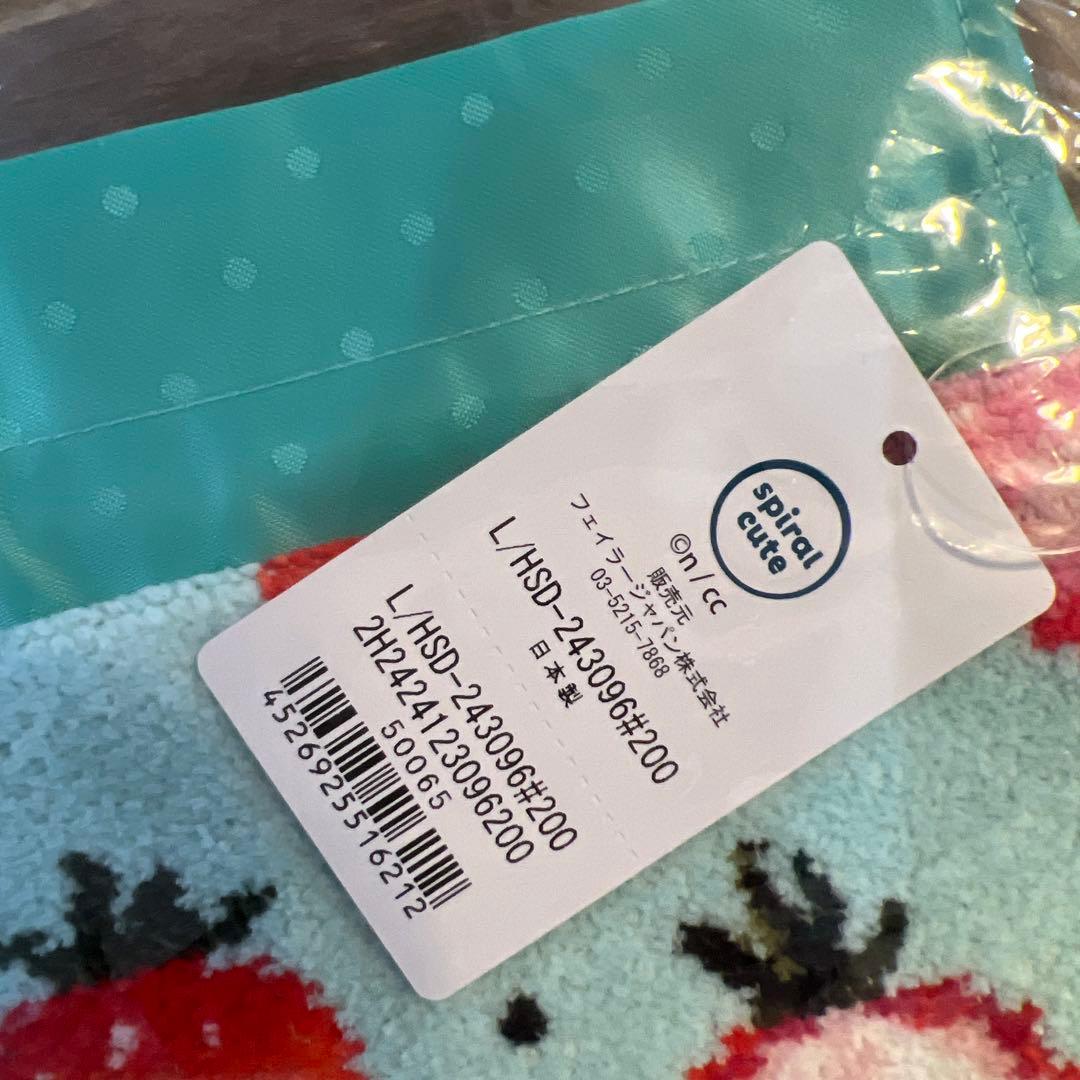 spiral
cute
©n/cc
販売元
フェイラージャパン株式会社
03-5215-7868
L/HSD-243096#200
日本製
L/HSD-243096#200
2H2424123096200
50065
4526925516212